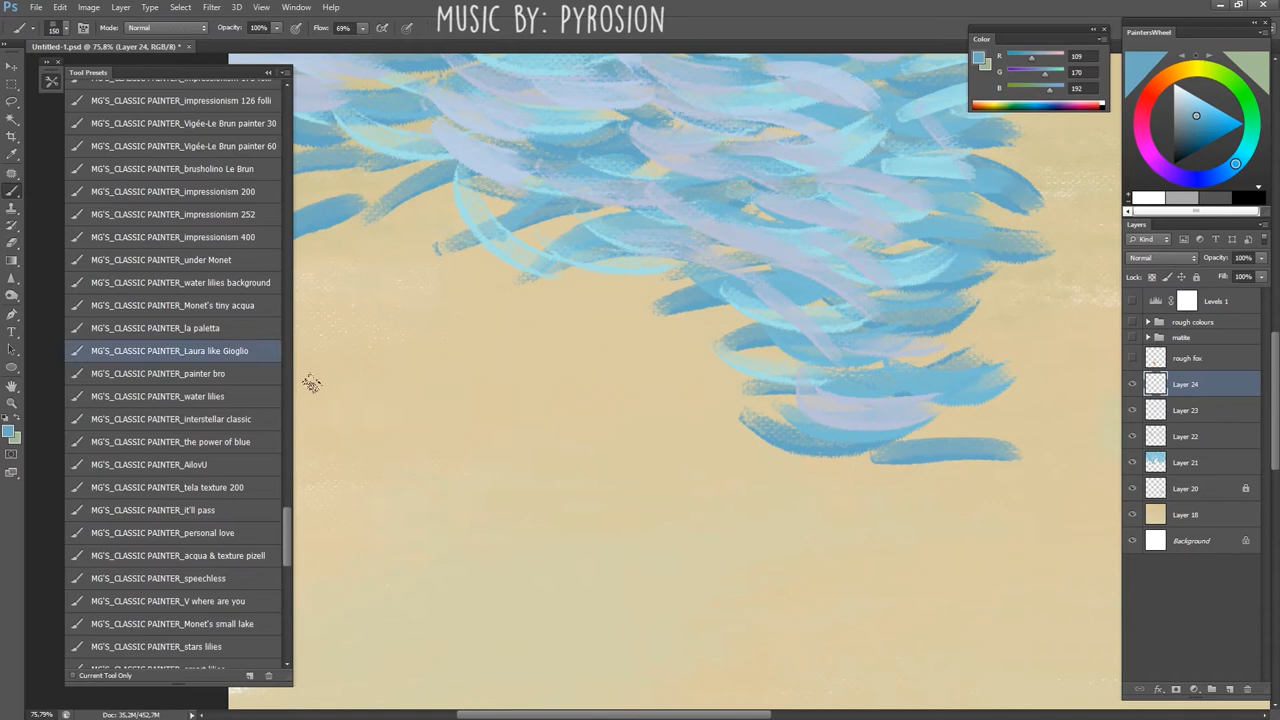 MUSIC BY: PYROSION
Ps File Edit Image Layer Type Select Filter 3D View Window Help
150 Mode: Normal Opacity: 100% Flow: 69%
Untitled-1.psd @ 75,8% (Layer 24, RGB/8) * ×
Tool Presets
MG'S_CLASSIC PAINTER_impressionism 126 folli
MG'S_CLASSIC PAINTER_Vigée-Le Brun painter 30
MG'S_CLASSIC PAINTER_Vigée-Le Brun painter 60
MG'S_CLASSIC PAINTER_brusholino Le Brun
MG'S_CLASSIC PAINTER_impressionism 200
MG'S_CLASSIC PAINTER_impressionism 252
MG'S_CLASSIC PAINTER_impressionism 400
MG'S_CLASSIC PAINTER_under Monet
MG'S_CLASSIC PAINTER_water lilies background
MG'S_CLASSIC PAINTER_Monet's tiny acqua
MG'S_CLASSIC PAINTER_la paletta
MG'S_CLASSIC PAINTER_Laura like Gioglio
MG'S_CLASSIC PAINTER_painter bro
MG'S_CLASSIC PAINTER_water lilies
MG'S_CLASSIC PAINTER_interstellar classic
MG'S_CLASSIC PAINTER_the power of blue
MG'S_CLASSIC PAINTER_AilovU
MG'S_CLASSIC PAINTER_tela texture 200
MG'S_CLASSIC PAINTER_it'll pass
MG'S_CLASSIC PAINTER_personal love
MG'S_CLASSIC PAINTER_acqua & texture pizell
MG'S_CLASSIC PAINTER_speechless
MG'S_CLASSIC PAINTER_V where are you
MG'S_CLASSIC PAINTER_Monet's small lake
MG'S_CLASSIC PAINTER_stars lilies
Current Tool Only
75,79% Doc: 35,2M/452,7M
Color
R 109
G 170
B 192
PaintersWheel
Layers
Kind
Normal Opacity: 100%
Lock: Fill: 100%
Levels 1
rough colours
matite
rough fox
Layer 24
Layer 23
Layer 22
Layer 21
Layer 20
Layer 18
Background